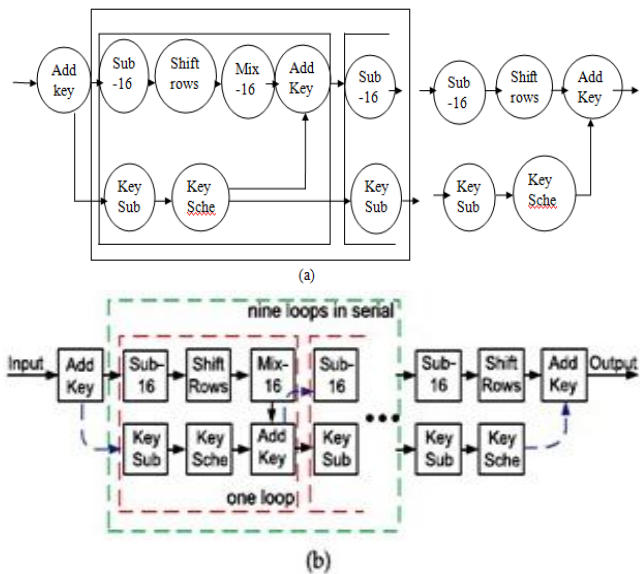 Add
key
Sub
-16
Shift
rows
Mix
-16
Add
Key
Sub
-16
Sub
-16
Shift
rows
Add
Key
Key
Sub
Key
Sche
Key
Sub
Key
Sub
Key
Sche
(a)
nine loops in serial
Input
Add
Key
Sub-
16
Shift
Rows
Mix-
16
Sub-
16
Sub-
16
Shift
Rows
Add
Key
Output
Key
Sub
Key
Sche
Add
Key
Key
Sub
•••
Key
Sub
Key
Sche
one loop
(b)